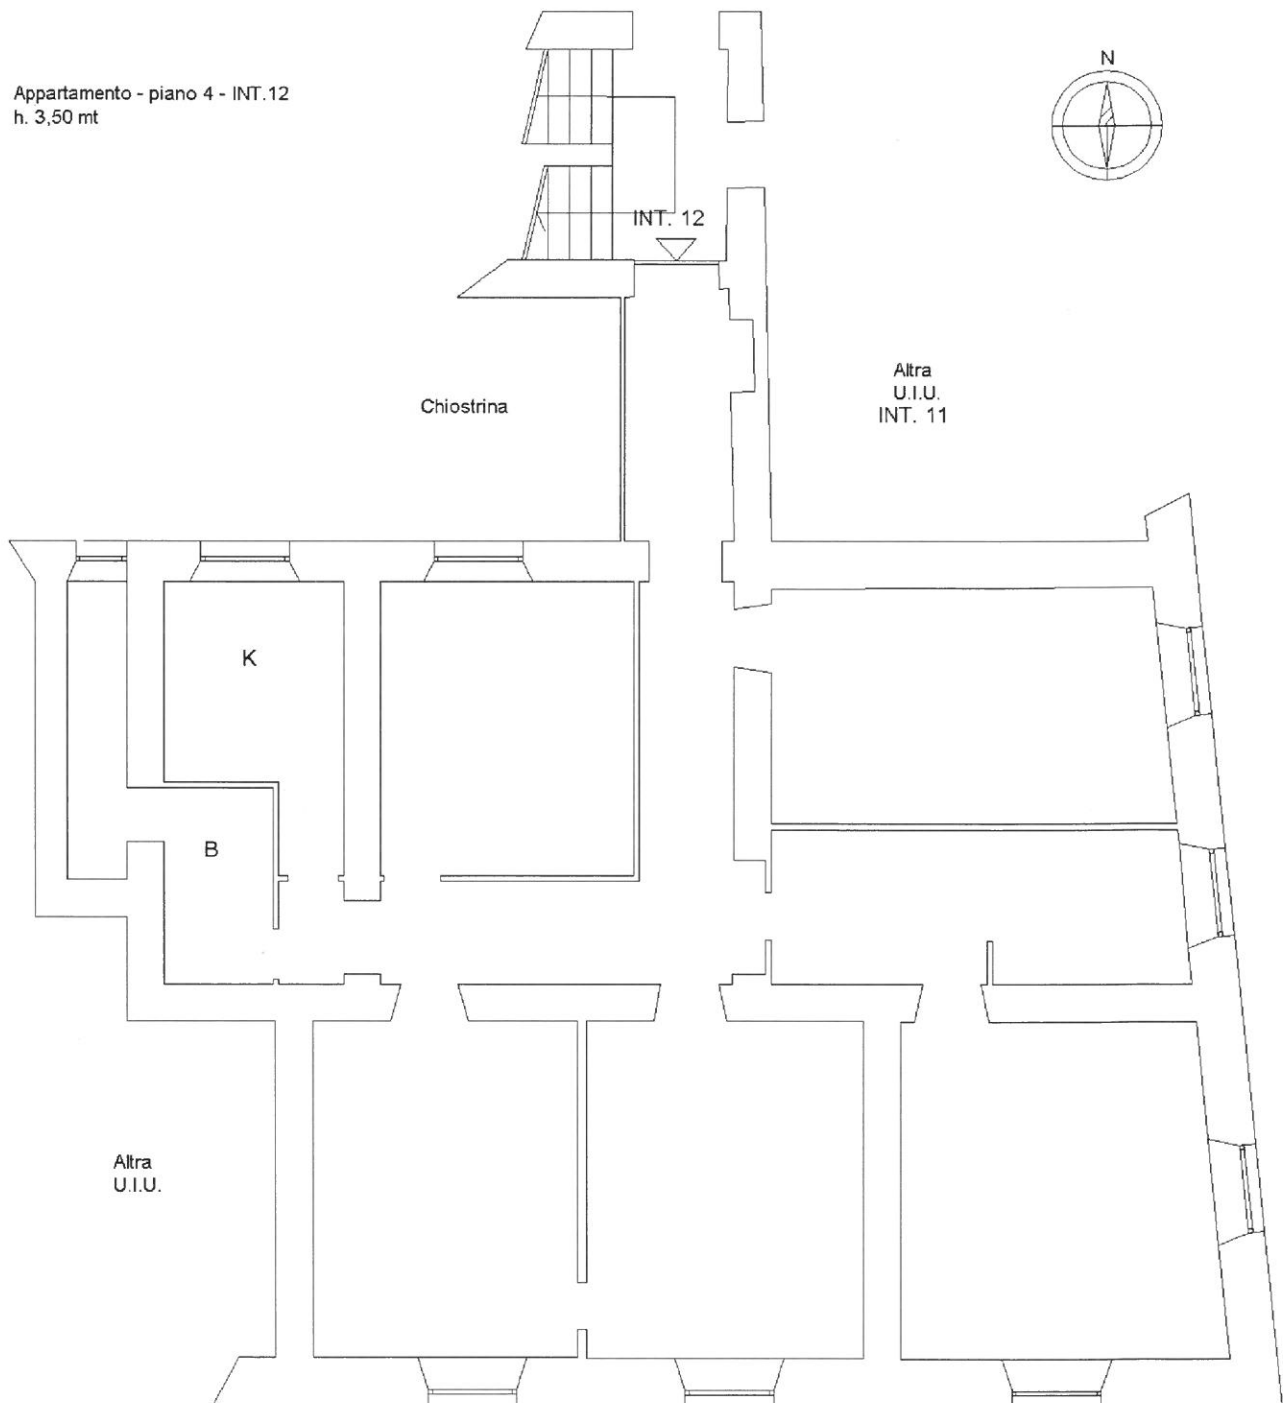 Appartamento - piano 4 - INT.12
h. 3,50 mt
N
INT. 12
Altra
U.I.U.
INT. 11
Chiostrina
K
B
Altra
U.I.U.